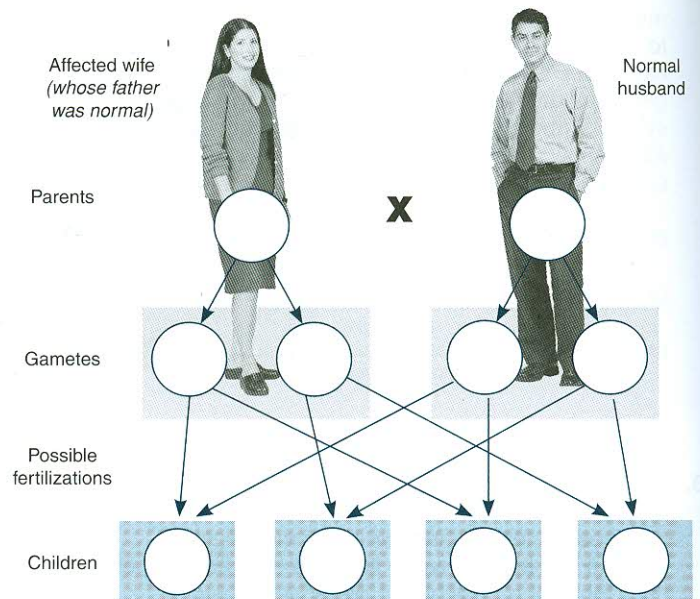 Affected wife
(whose father
was normal)
Normal
husband
Parents
X
Gametes
Possible
fertilizations
Children